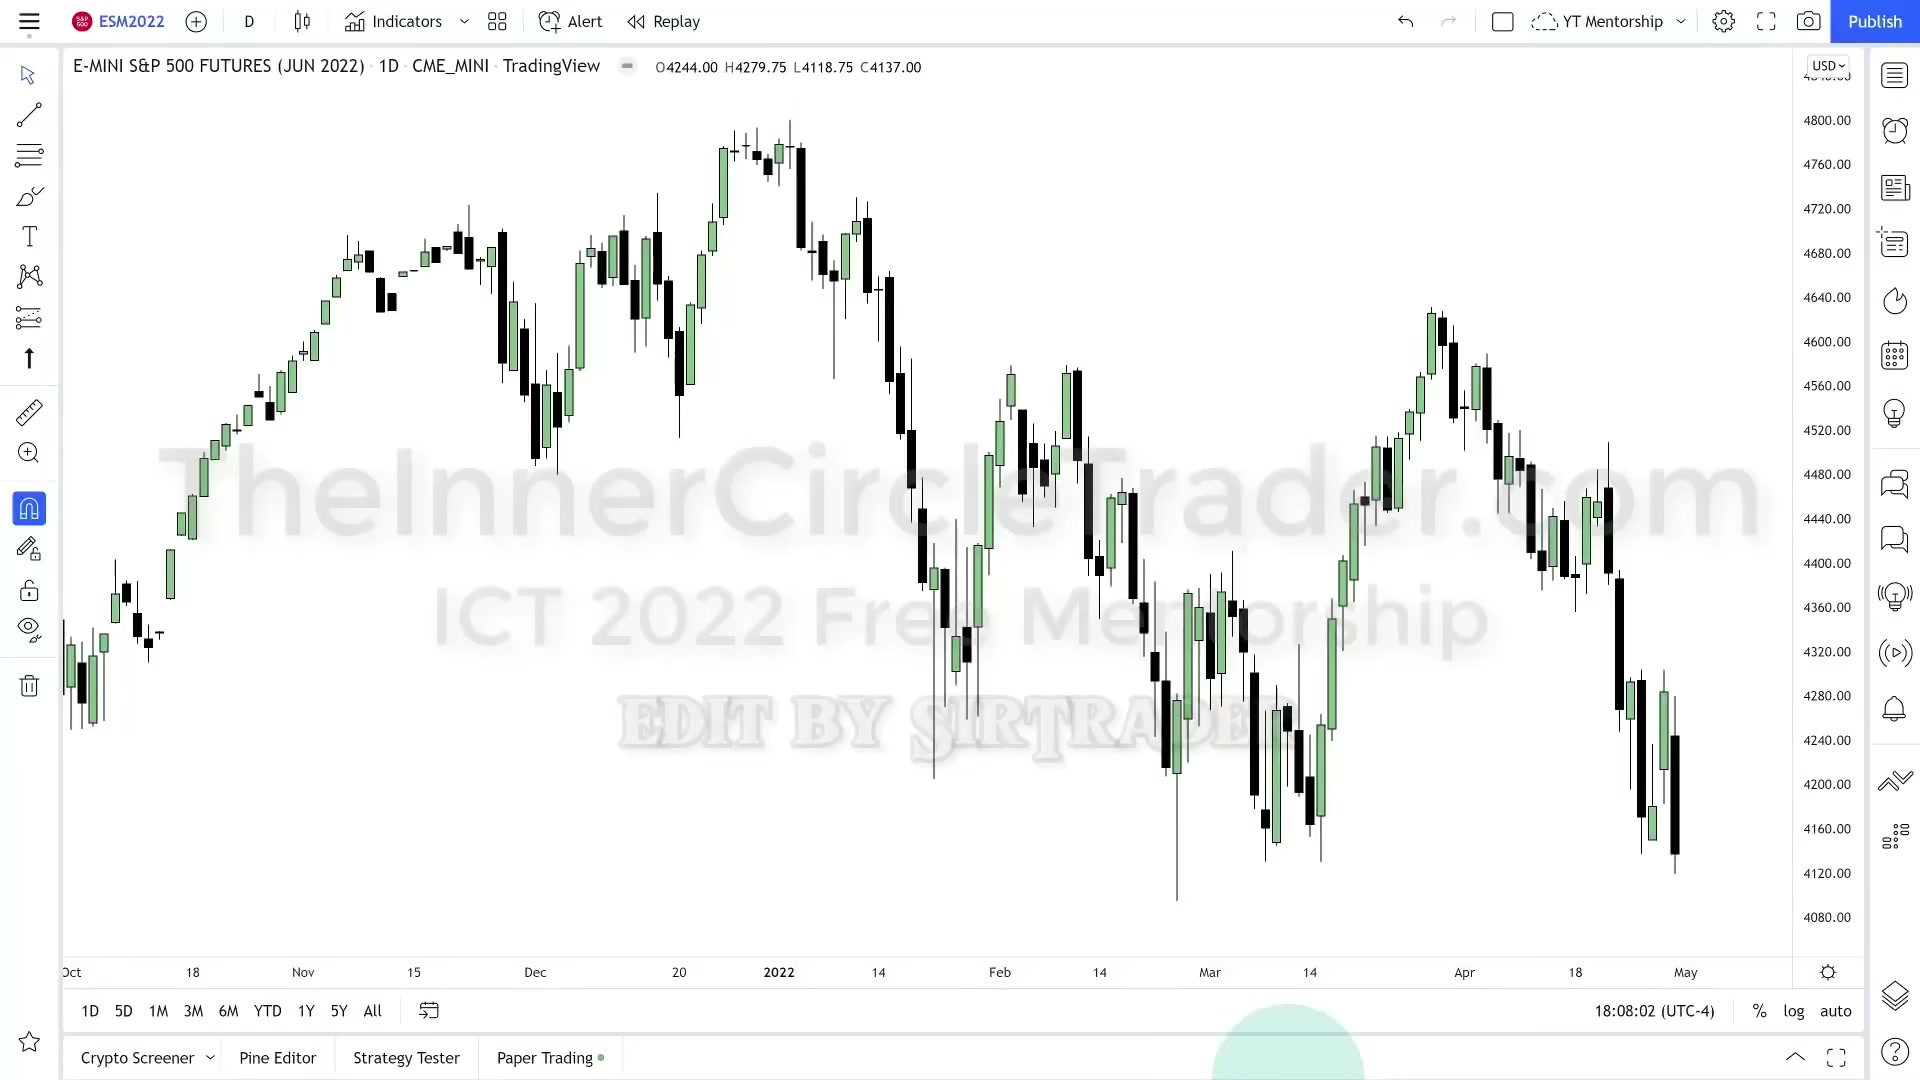 ESM2022 D Indicators Alert Replay YT Mentorship Publish
E-MINI S&P 500 FUTURES (JUN 2022) · 1D · CME_MINI · TradingView O4244.00 H4279.75 L4118.75 C4137.00
USD
4800.00
4760.00
4720.00
4680.00
4640.00
4600.00
4560.00
4520.00
4480.00
4440.00
4400.00
4360.00
4320.00
4280.00
4240.00
4200.00
4160.00
4120.00
4080.00
TheInnerCircleTrader.com
ICT 2022 Free Mentorship
EDIT BY SIRTRADER
Oct 18 Nov 15 Dec 20 2022 14 Feb 14 Mar 14 Apr 18 May
1D 5D 1M 3M 6M YTD 1Y 5Y All 18:08:02 (UTC-4) % log auto
Crypto Screener Pine Editor Strategy Tester Paper Trading